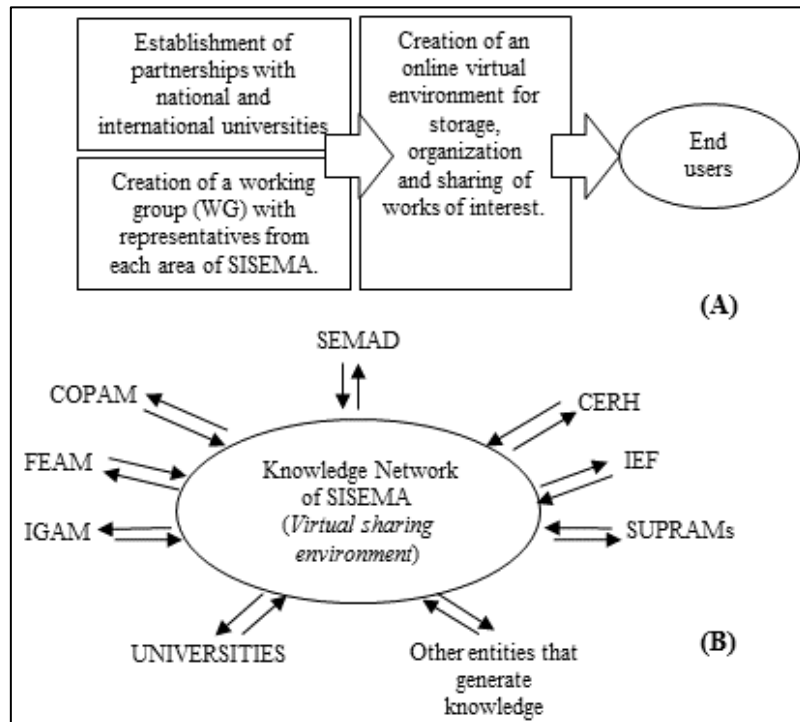 Establishment of
partnerships with
national and
international universities
Creation of a working
group (WG) with
representatives from
each area of SISEMA.
Creation of an
online virtual
environment for
storage,
organization
and sharing of
works of interest.
End
users
(A)
SEMAD
COPAM
CERH
FEAM
IEF
IGAM
SUPRAMs
Knowledge Network
of SISEMA
(Virtual sharing
environment)
UNIVERSITIES
Other entities that
generate
knowledge
(B)